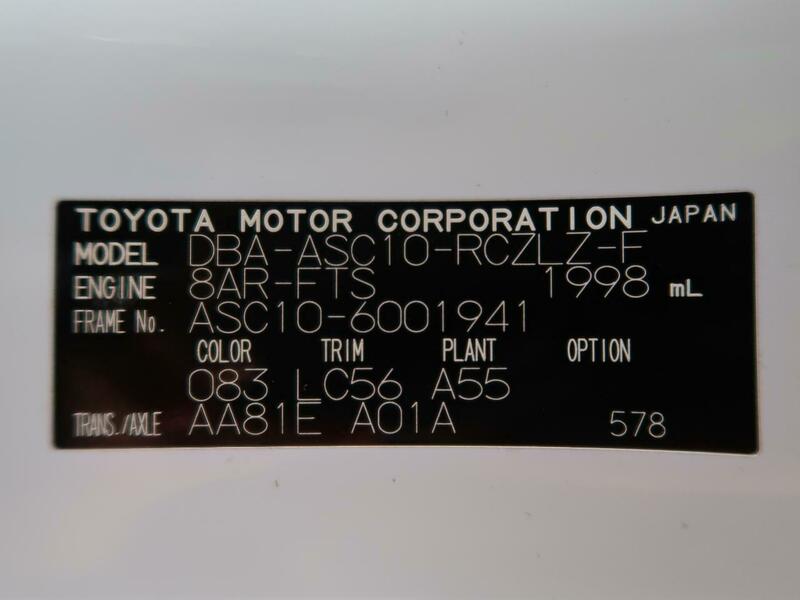 TOYOTA MOTOR CORPORATION JAPAN
MODEL DBA-ASC10-RCZLZ-F
ENGINE 8AR-FTS 1998 mL
FRAME No. ASC10-6001941
COLOR TRIM PLANT OPTION
083 LC56 A55
TRANS./AXLE AA81E A01A 578